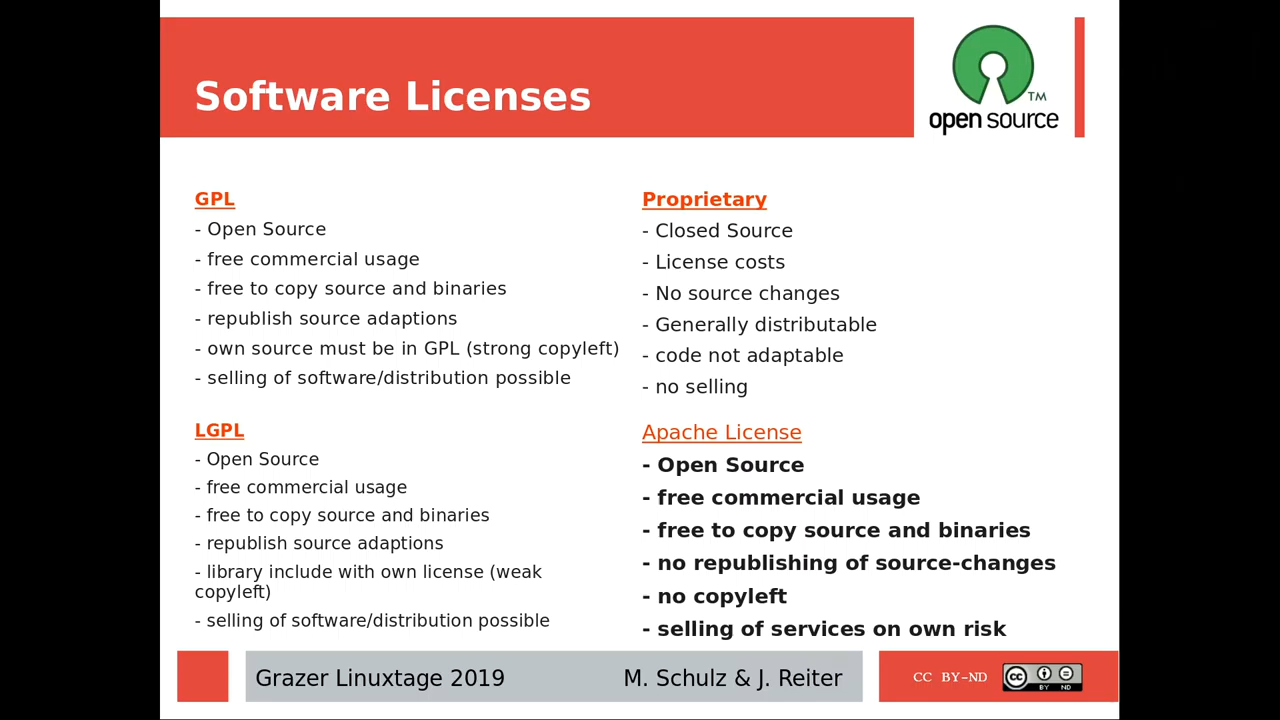 Software Licenses
TM
open source
GPL
- Open Source
- free commercial usage
- free to copy source and binaries
- republish source adaptions
- own source must be in GPL (strong copyleft)
- selling of software/distribution possible
LGPL
- Open Source
- free commercial usage
- free to copy source and binaries
- republish source adaptions
- library include with own license (weak
copyleft)
- selling of software/distribution possible
Proprietary
- Closed Source
- License costs
- No source changes
- Generally distributable
- code not adaptable
- no selling
Apache License
- Open Source
- free commercial usage
- free to copy source and binaries
- no republishing of source-changes
- no copyleft
- selling of services on own risk
Grazer Linuxtage 2019 M. Schulz & J. Reiter
CC BY-ND
cc BY ND